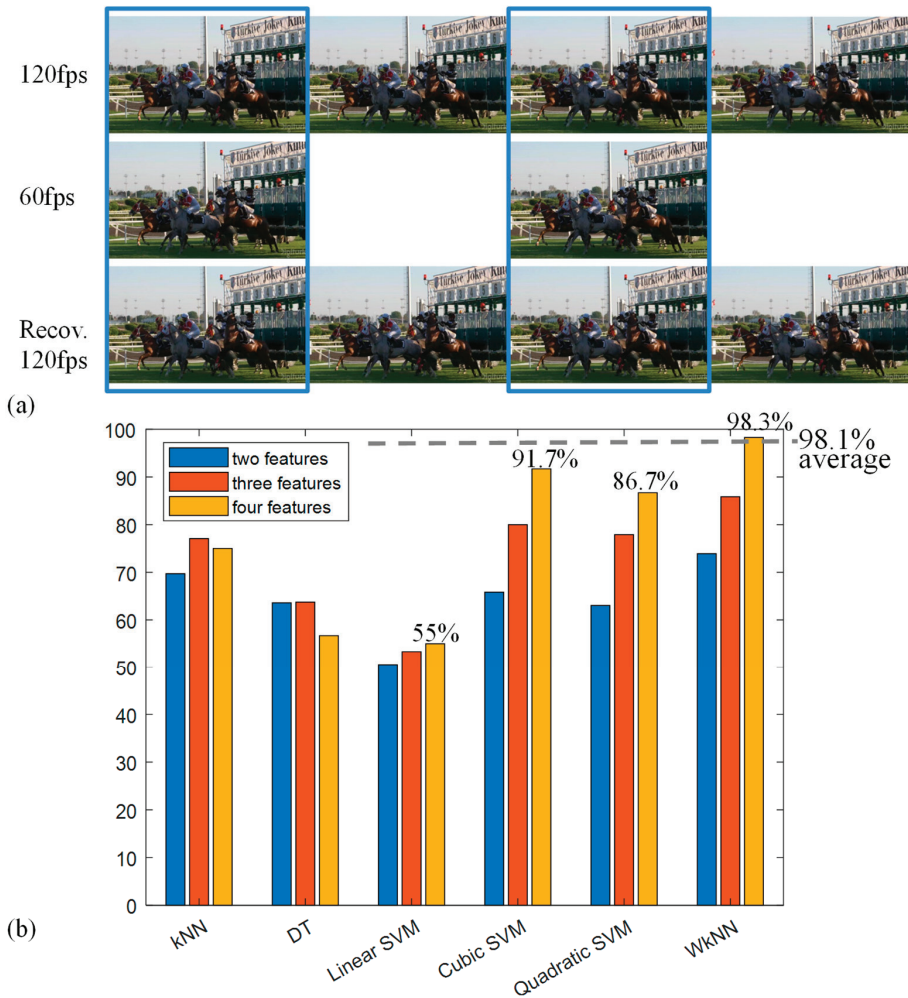 120fps
60fps
Recov.
120fps
(a)
100
90
80
70
60
50
40
30
20
10
0
two features
three features
four features
55%
91.7%
86.7%
98.3%
98.1%
average
kNN
DT
Linear SVM
Cubic SVM
Quadratic SVM
WkNN
(b)